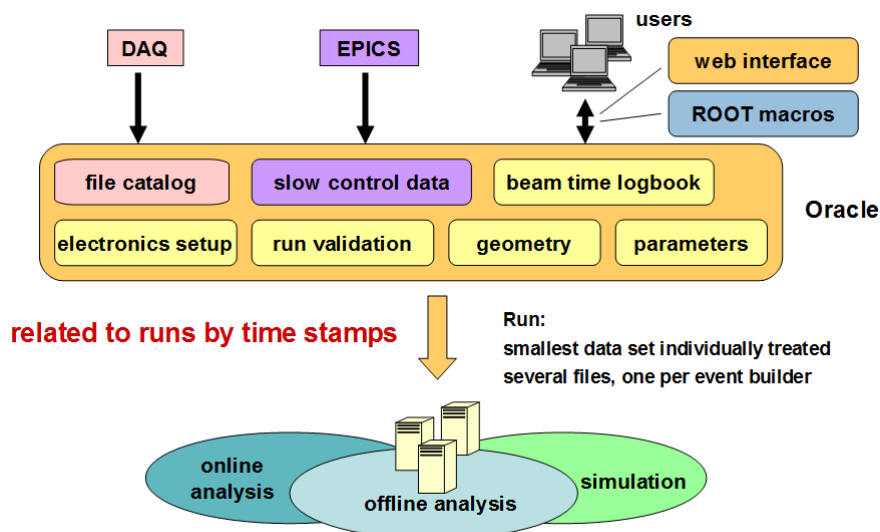 users
DAQ
EPICS
web interface
ROOT macros
file catalog
slow control data
beam time logbook
Oracle
electronics setup
run validation
geometry
parameters
related to runs by time stamps
Run:
smallest data set individually treated
several files, one per event builder
online
analysis
offline analysis
simulation